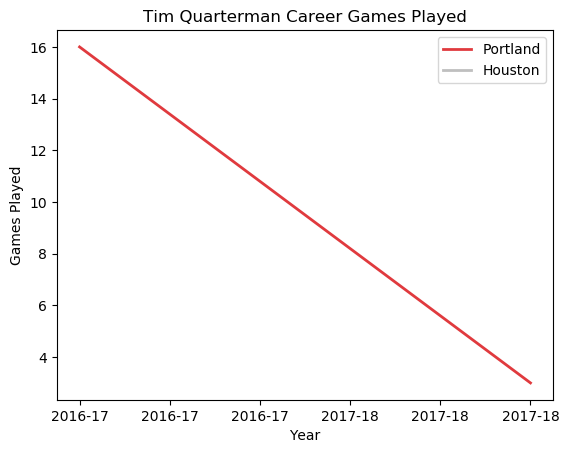 Tim Quarterman Career Games Played
Portland
Houston
16
14
12
10
8
6
4
Games Played
2016-17 2016-17 2016-17 2017-18 2017-18 2017-18
Year